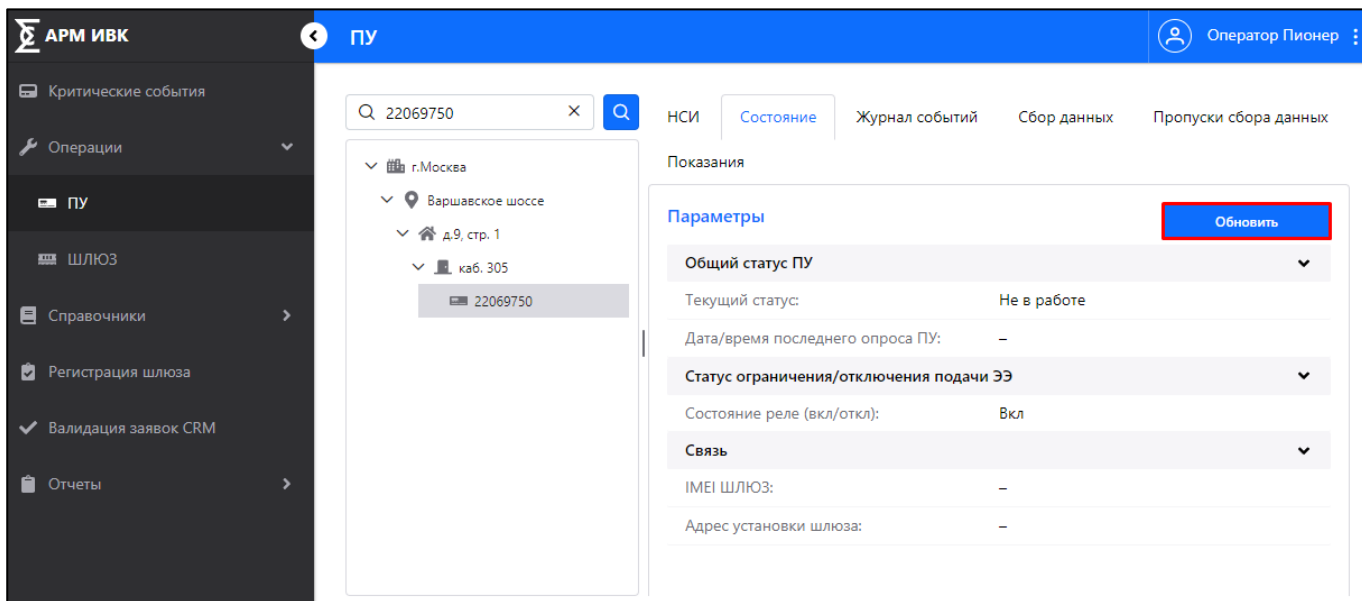 АРМ ИВК
ПУ
Оператор Пионер
Критические события
Операции
ПУ
ШЛЮЗ
Справочники
Регистрация шлюза
Валидация заявок CRM
Отчеты
22069750
г.Москва
Варшавское шоссе
д.9, стр. 1
каб. 305
22069750
НСИ Состояние Журнал событий Сбор данных Пропуски сбора данных
Показания
Параметры
Обновить
Общий статус ПУ
Текущий статус: Не в работе
Дата/время последнего опроса ПУ: –
Статус ограничения/отключения подачи ЭЭ
Состояние реле (вкл/откл): Вкл
Связь
IMEI ШЛЮЗ: –
Адрес установки шлюза: –